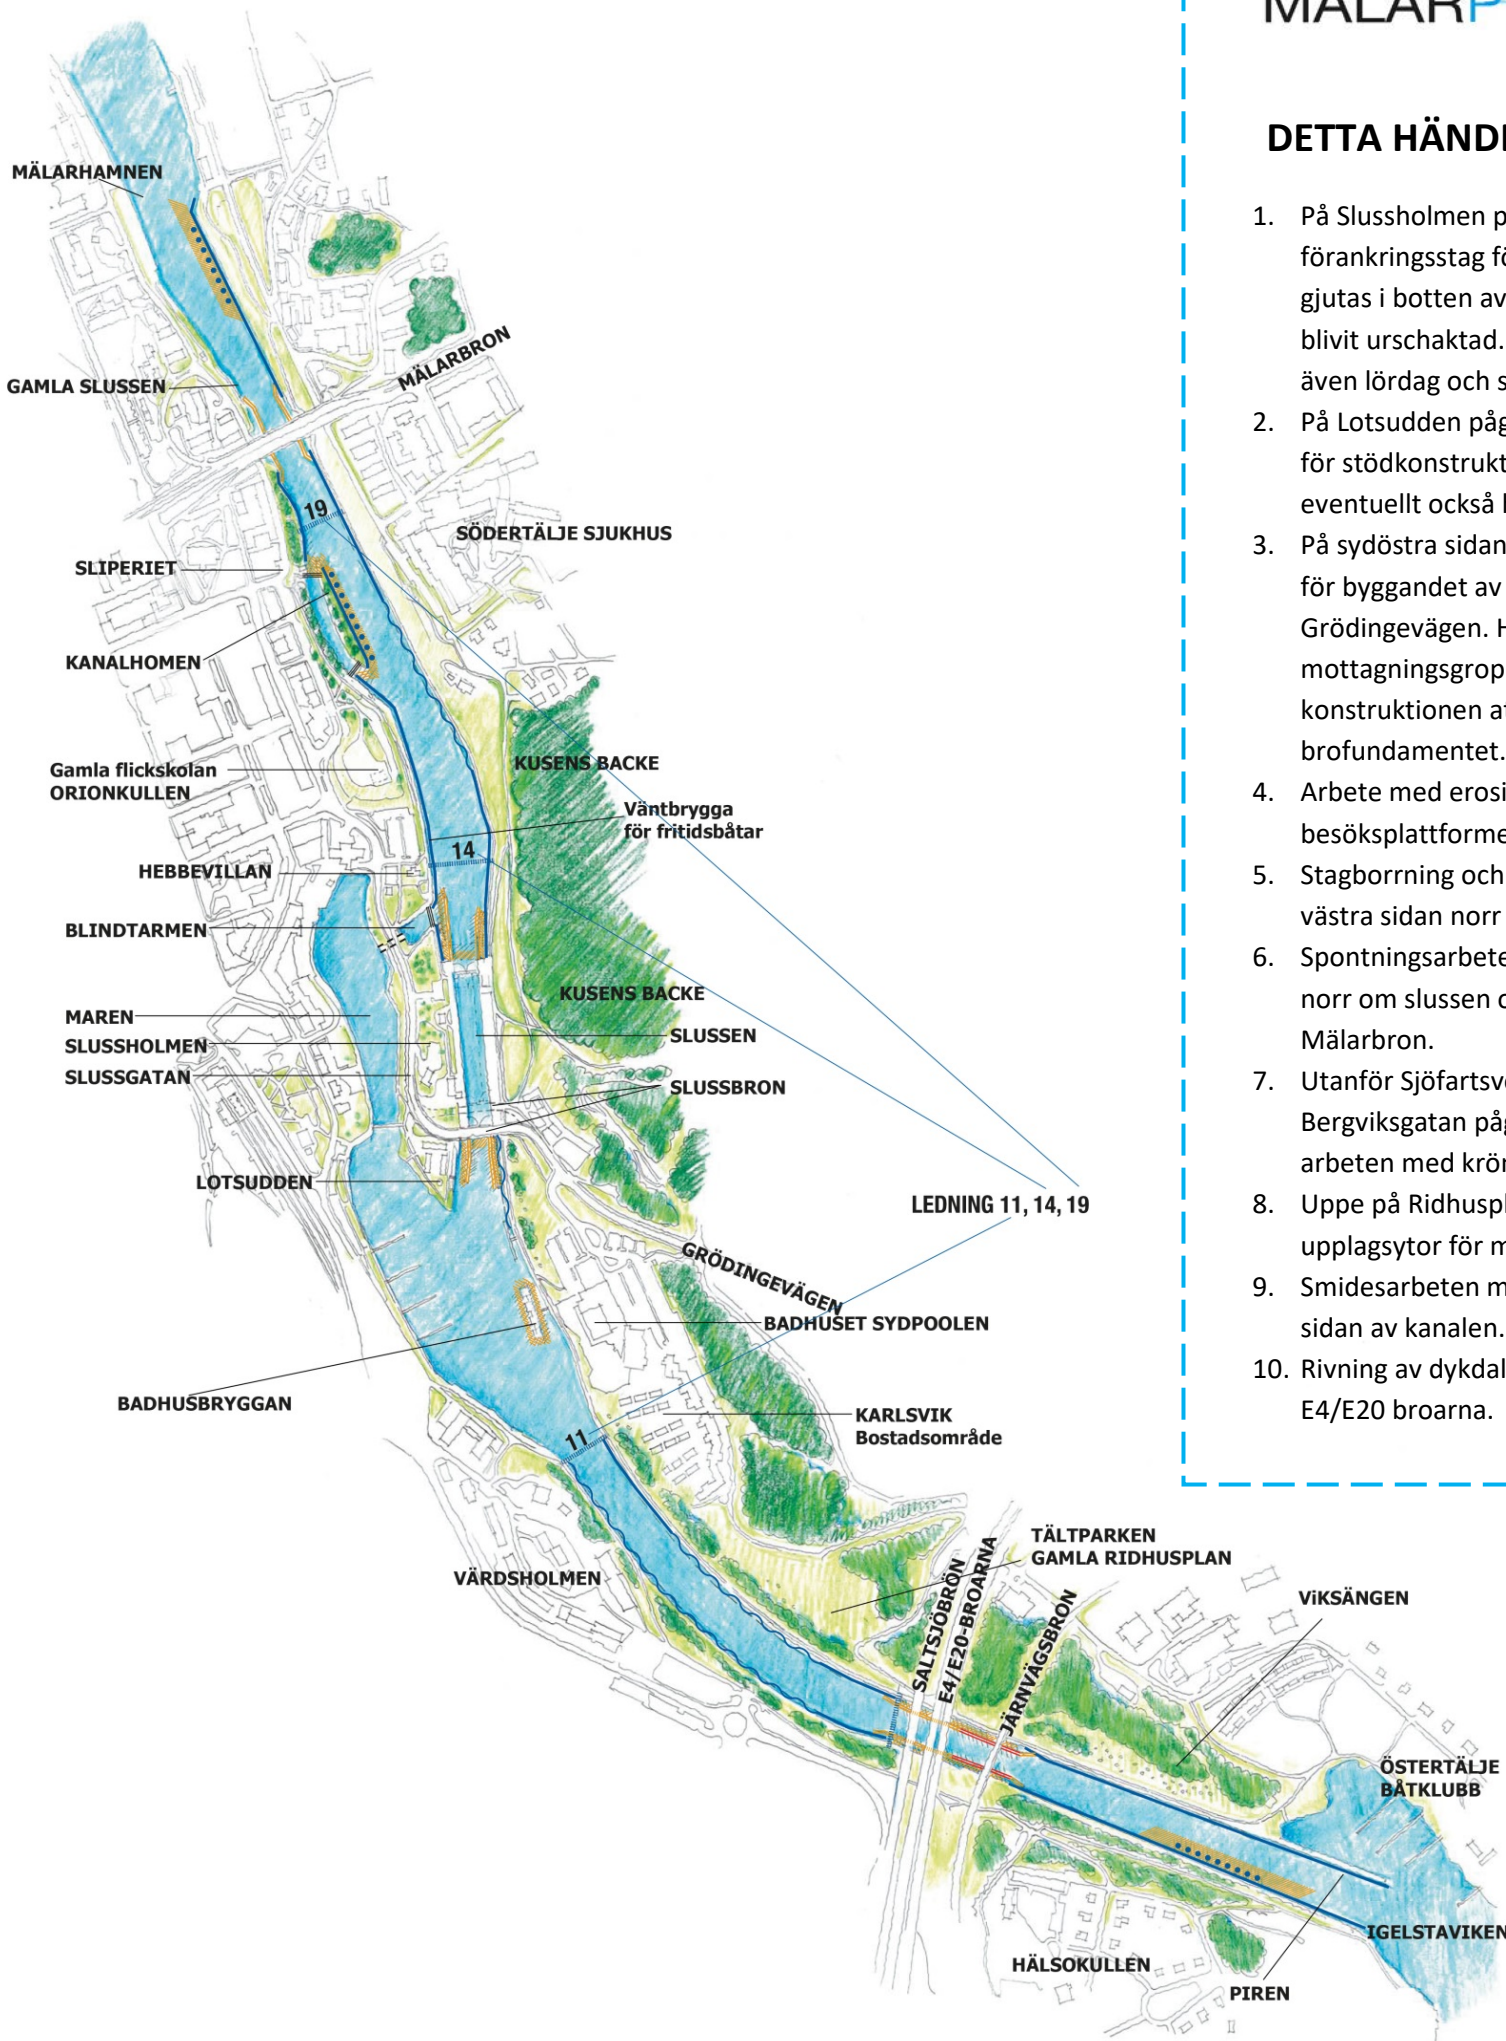 MÄLARHAMNEN
GAMLA SLUSSEN
MÄLARBRON
19
SÖDERTÄLJE SJUKHUS
SLIPERIET
KANALHOMEN
KUSENS BACKE
Gamla flickskolan
ORIONKULLEN
Väntbrygga
för fritidsbåtar
14
HEBBEVILLAN
BLINDTARMEN
KUSENS BACKE
MAREN
SLUSSEN
SLUSSHOLMEN
SLUSSGATAN
SLUSSBRON
LOTSUDDEN
LEDNING 11, 14, 19
GRÖDINGEVÄGEN
BADHUSET SYDPOOLEN
BADHUSBRYGGAN
KARLSVIK
Bostadsområde
11
VÄRDSHOLMEN
TÄLTPARKEN
GAMLA RIDHUSPLAN
SALTSJÖBRÖN
E4/E20-BROARNA
JÄRNVÄGSBRON
ViKSÄNGEN
ÖSTERTÄLJE
BÅTKLUBB
IGELSTAVIKEN
HÄLSOKULLEN
PIREN
DETTA HÄND
1. På Slussholmen p
förankringsstag fö
gjutas i botten av
blivit urschaktad.
även lördag och s
2. På Lotsudden påg
för stödkonstrukt
eventuellt också
3. På sydöstra sidan
för byggandet av
Grödingevägen. H
mottagningsgrop
konstruktionen at
brofundamentet.
4. Arbete med erosi
besöksplattforme
5. Stagborrning och
västra sidan norr
6. Spontningsarbete
norr om slussen o
Mälarbron.
7. Utanför Sjöfartsve
Bergviksgatan påg
arbeten med krön
8. Uppe på Ridhuspl
upplagsytor för m
9. Smidesarbeten m
sidan av kanalen.
10. Rivning av dykdal
E4/E20 broarna.